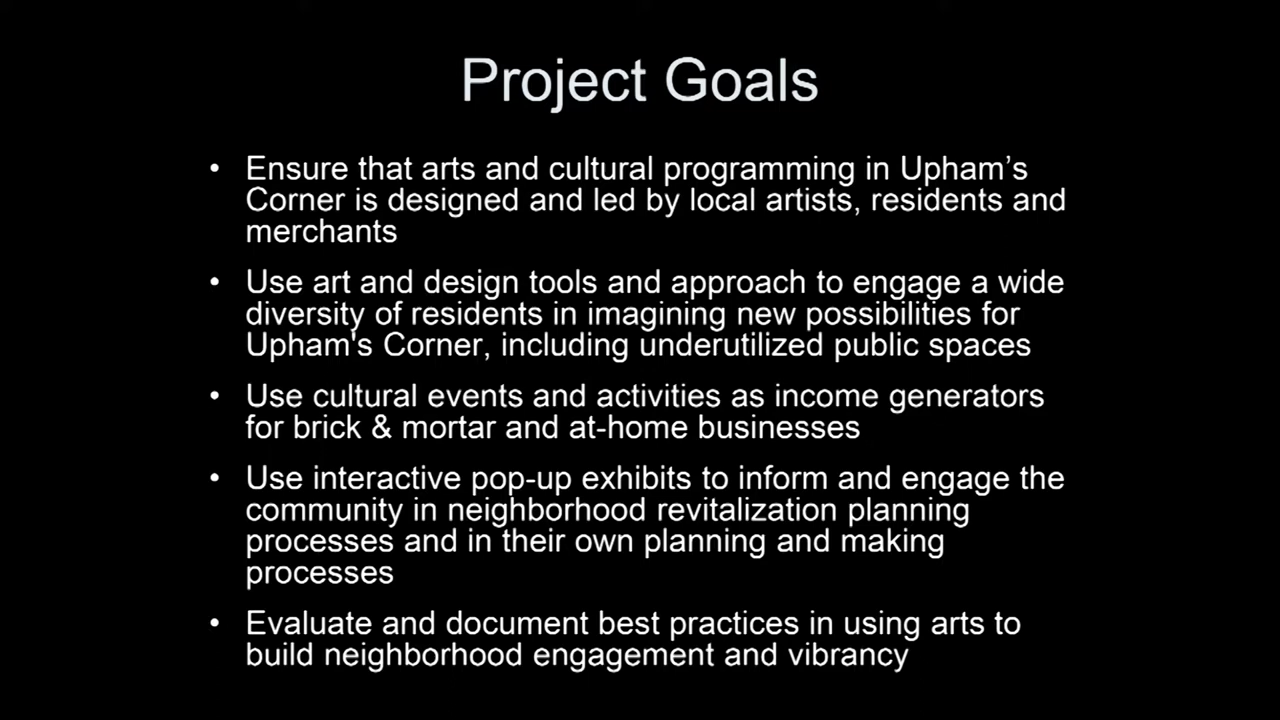 Project Goals
• Ensure that arts and cultural programming in Upham’s
Corner is designed and led by local artists, residents and
merchants
• Use art and design tools and approach to engage a wide
diversity of residents in imagining new possibilities for
Upham's Corner, including underutilized public spaces
• Use cultural events and activities as income generators
for brick & mortar and at-home businesses
• Use interactive pop-up exhibits to inform and engage the
community in neighborhood revitalization planning
processes and in their own planning and making
processes
• Evaluate and document best practices in using arts to
build neighborhood engagement and vibrancy